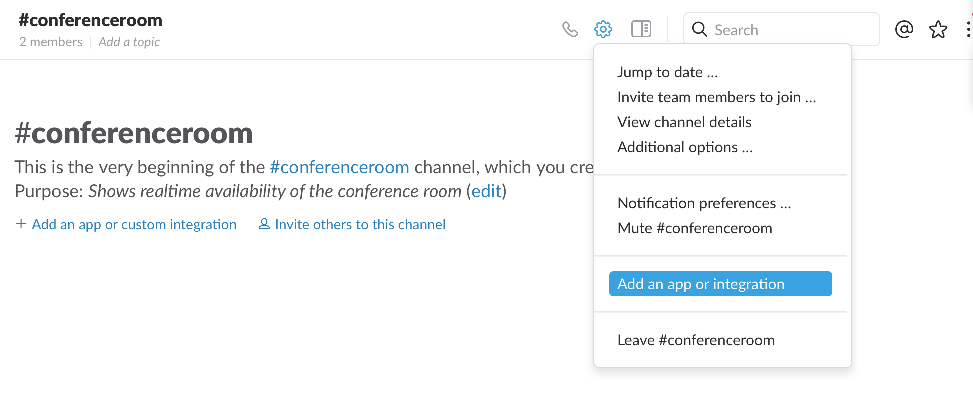 #conferenceroom
2 members
Add a topic
Search
@
Jump to date ...
Invite team members to join ...
View channel details
Additional options ...
Notification preferences ...
Mute #conferenceroom
Add an app or integration
Leave #conferenceroom
#conferenceroom
This is the very beginning of the #conferenceroom channel, which you cre
Purpose: Shows realtime availability of the conference room (edit)
+ Add an app or custom integration
Invite others to this channel